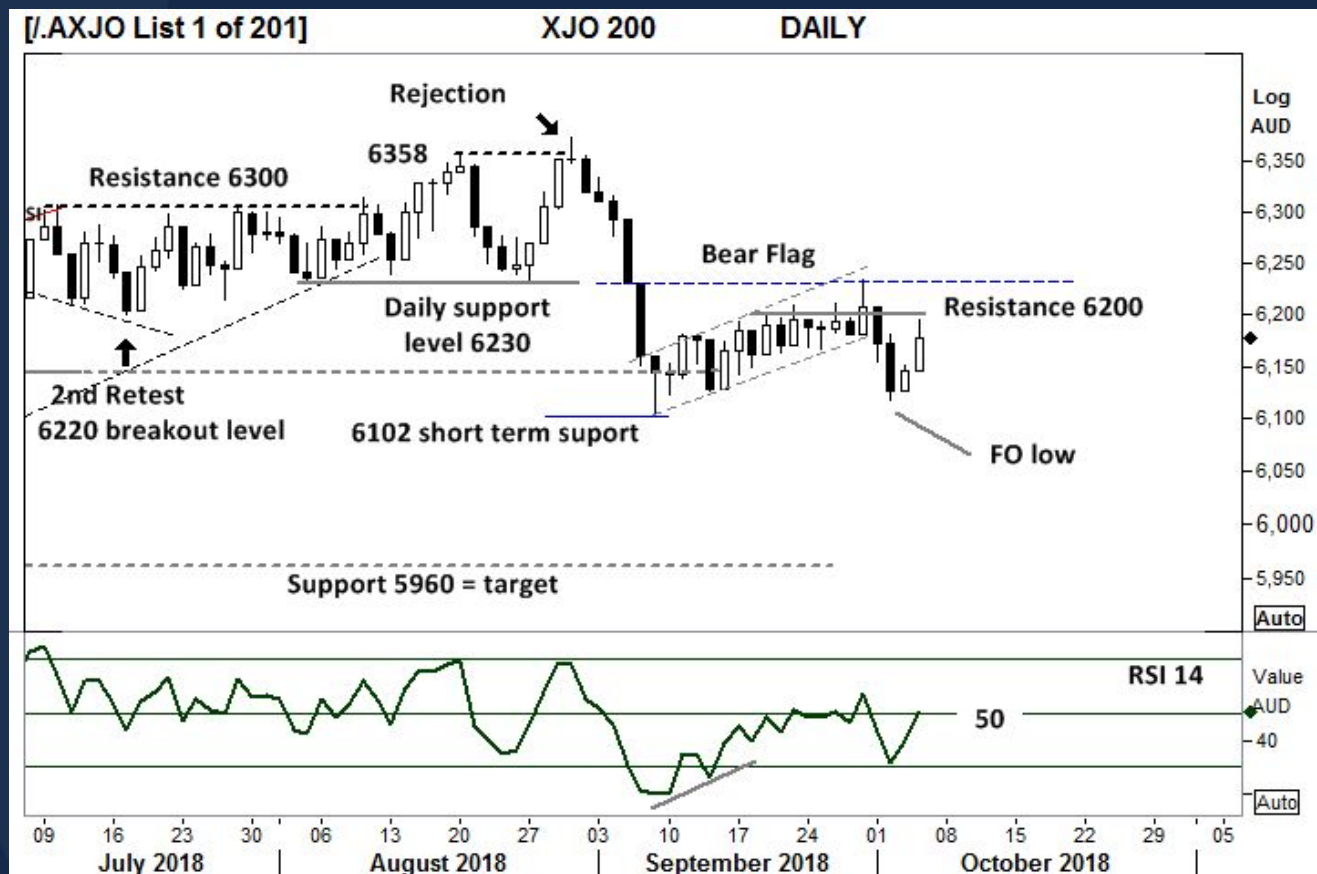 [/.AXJO List 1 of 201] XJO 200 DAILY
Rejection
Log
AUD
6358
Resistance 6300
6,350
6,300
6,250
6,200
6,150
6,100
6,050
6,000
5,950
Auto
Bear Flag
Daily support
level 6230
Resistance 6200
2nd Retest
6220 breakout level
6102 short term suport
FO low
Support 5960 = target
RSI 14
Value
AUD
50
40
Auto
09 16 23 30 06 13 20 27 03 10 17 24 01 08 15 22 29 05
July 2018 August 2018 September 2018 October 2018